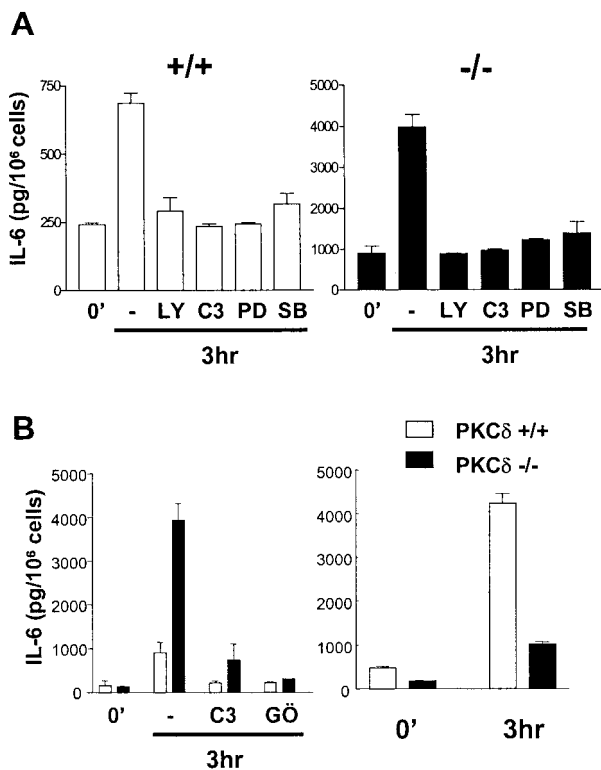 A
+/+
-/-
IL-6 (pg/10⁶ cells)
750
500
250
0
5000
4000
3000
2000
1000
0
0' - LY C3 PD SB
3hr
0' - LY C3 PD SB
3hr
B
PKCδ +/+
PKCδ -/-
IL-6 (pg/10⁶ cells)
5000
4000
3000
2000
1000
0
5000
4000
3000
2000
1000
0
0' - C3 GÖ
3hr
0' 3hr